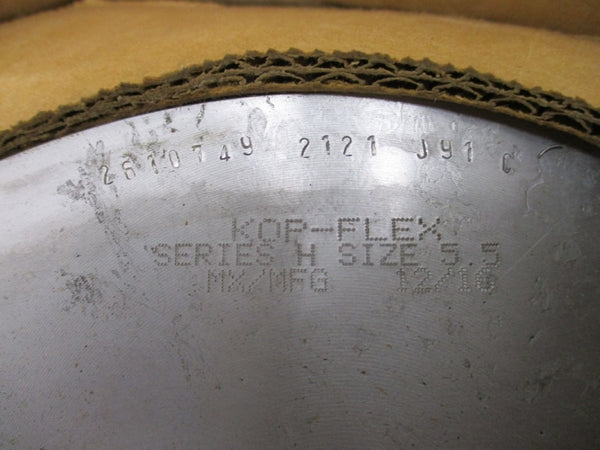 2610749 2121 J91 C
KOP-FLEX
SERIES H SIZE 5.5
MX/MFG 12/16